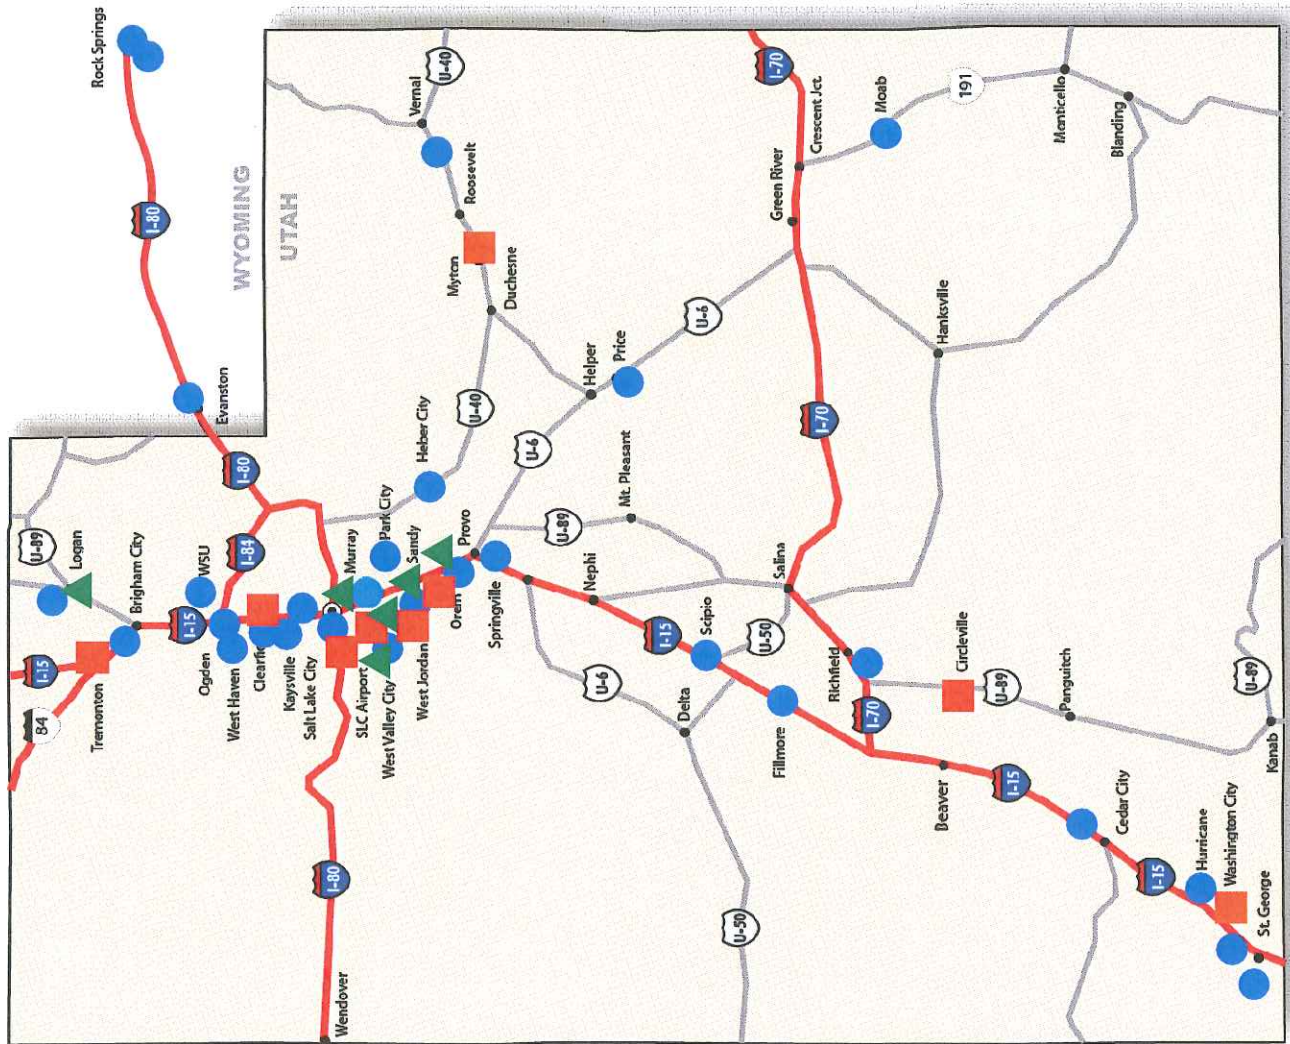 Rock Springs
I-80
WYOMING
UTAH
Evanston
I-80
U-40
Vernal
Roosevelt
Myton
Duchesne
U-89
Logan
I-15
84
Tremonton
Brigham City
I-15
WSU
I-84
Ogden
West Haven
Clearfi
Kaysville
Salt Lake City
SLC Airport
West Valley City
West Jordan
Murray
Park City
Sandy
Heber City
U-40
Orem
Provo
Springville
U-6
Helper
Price
U-6
U-89
Mt. Pleasant
I-80
Wendover
Nephi
U-6
Delta
I-15
Scipio
U-50
U-50
Fillmore
Salina
I-70
Green River
Crescent Jct.
I-70
Moab
191
Monticello
Blanding
Hanksville
Richfield
I-70
Circleville
U-89
Panguitch
Beaver
I-15
Cedar City
I-15
Hurricane
Washington City
St. George
U-89
Kanab